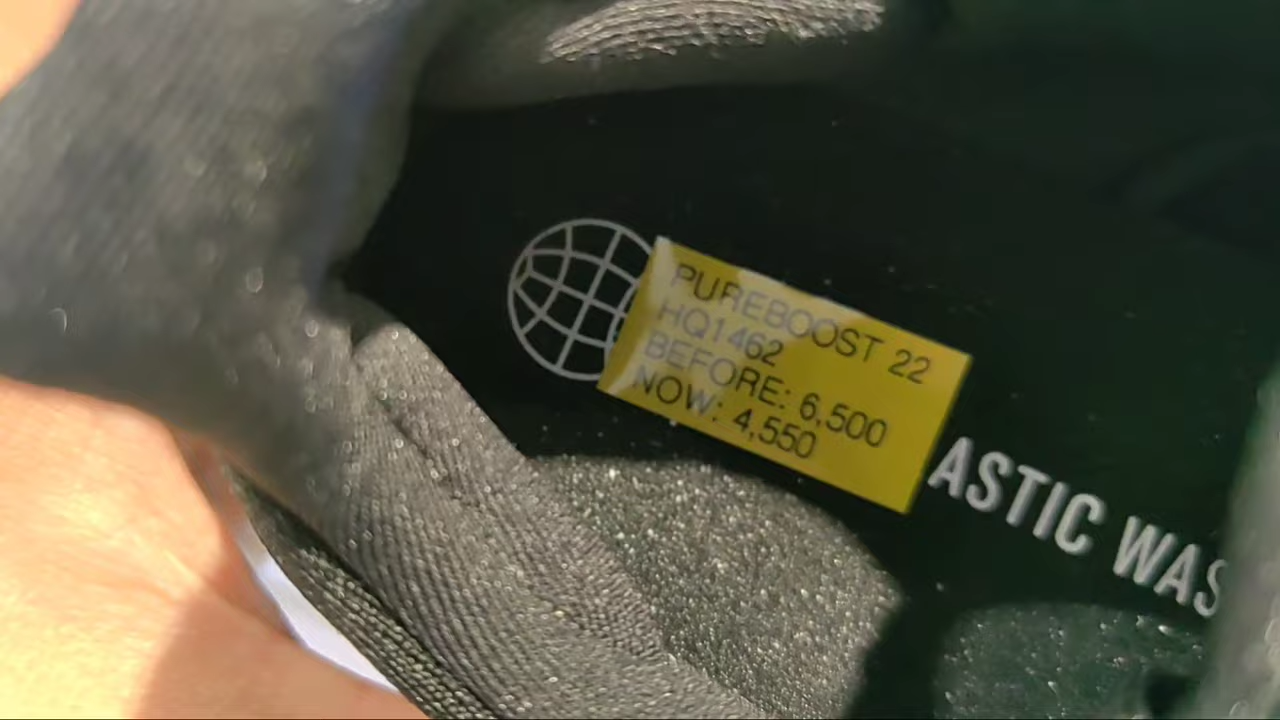 PUREBOOST 22
HQ1462
BEFORE: 6,500
NOW: 4,550
ASTIC WAS